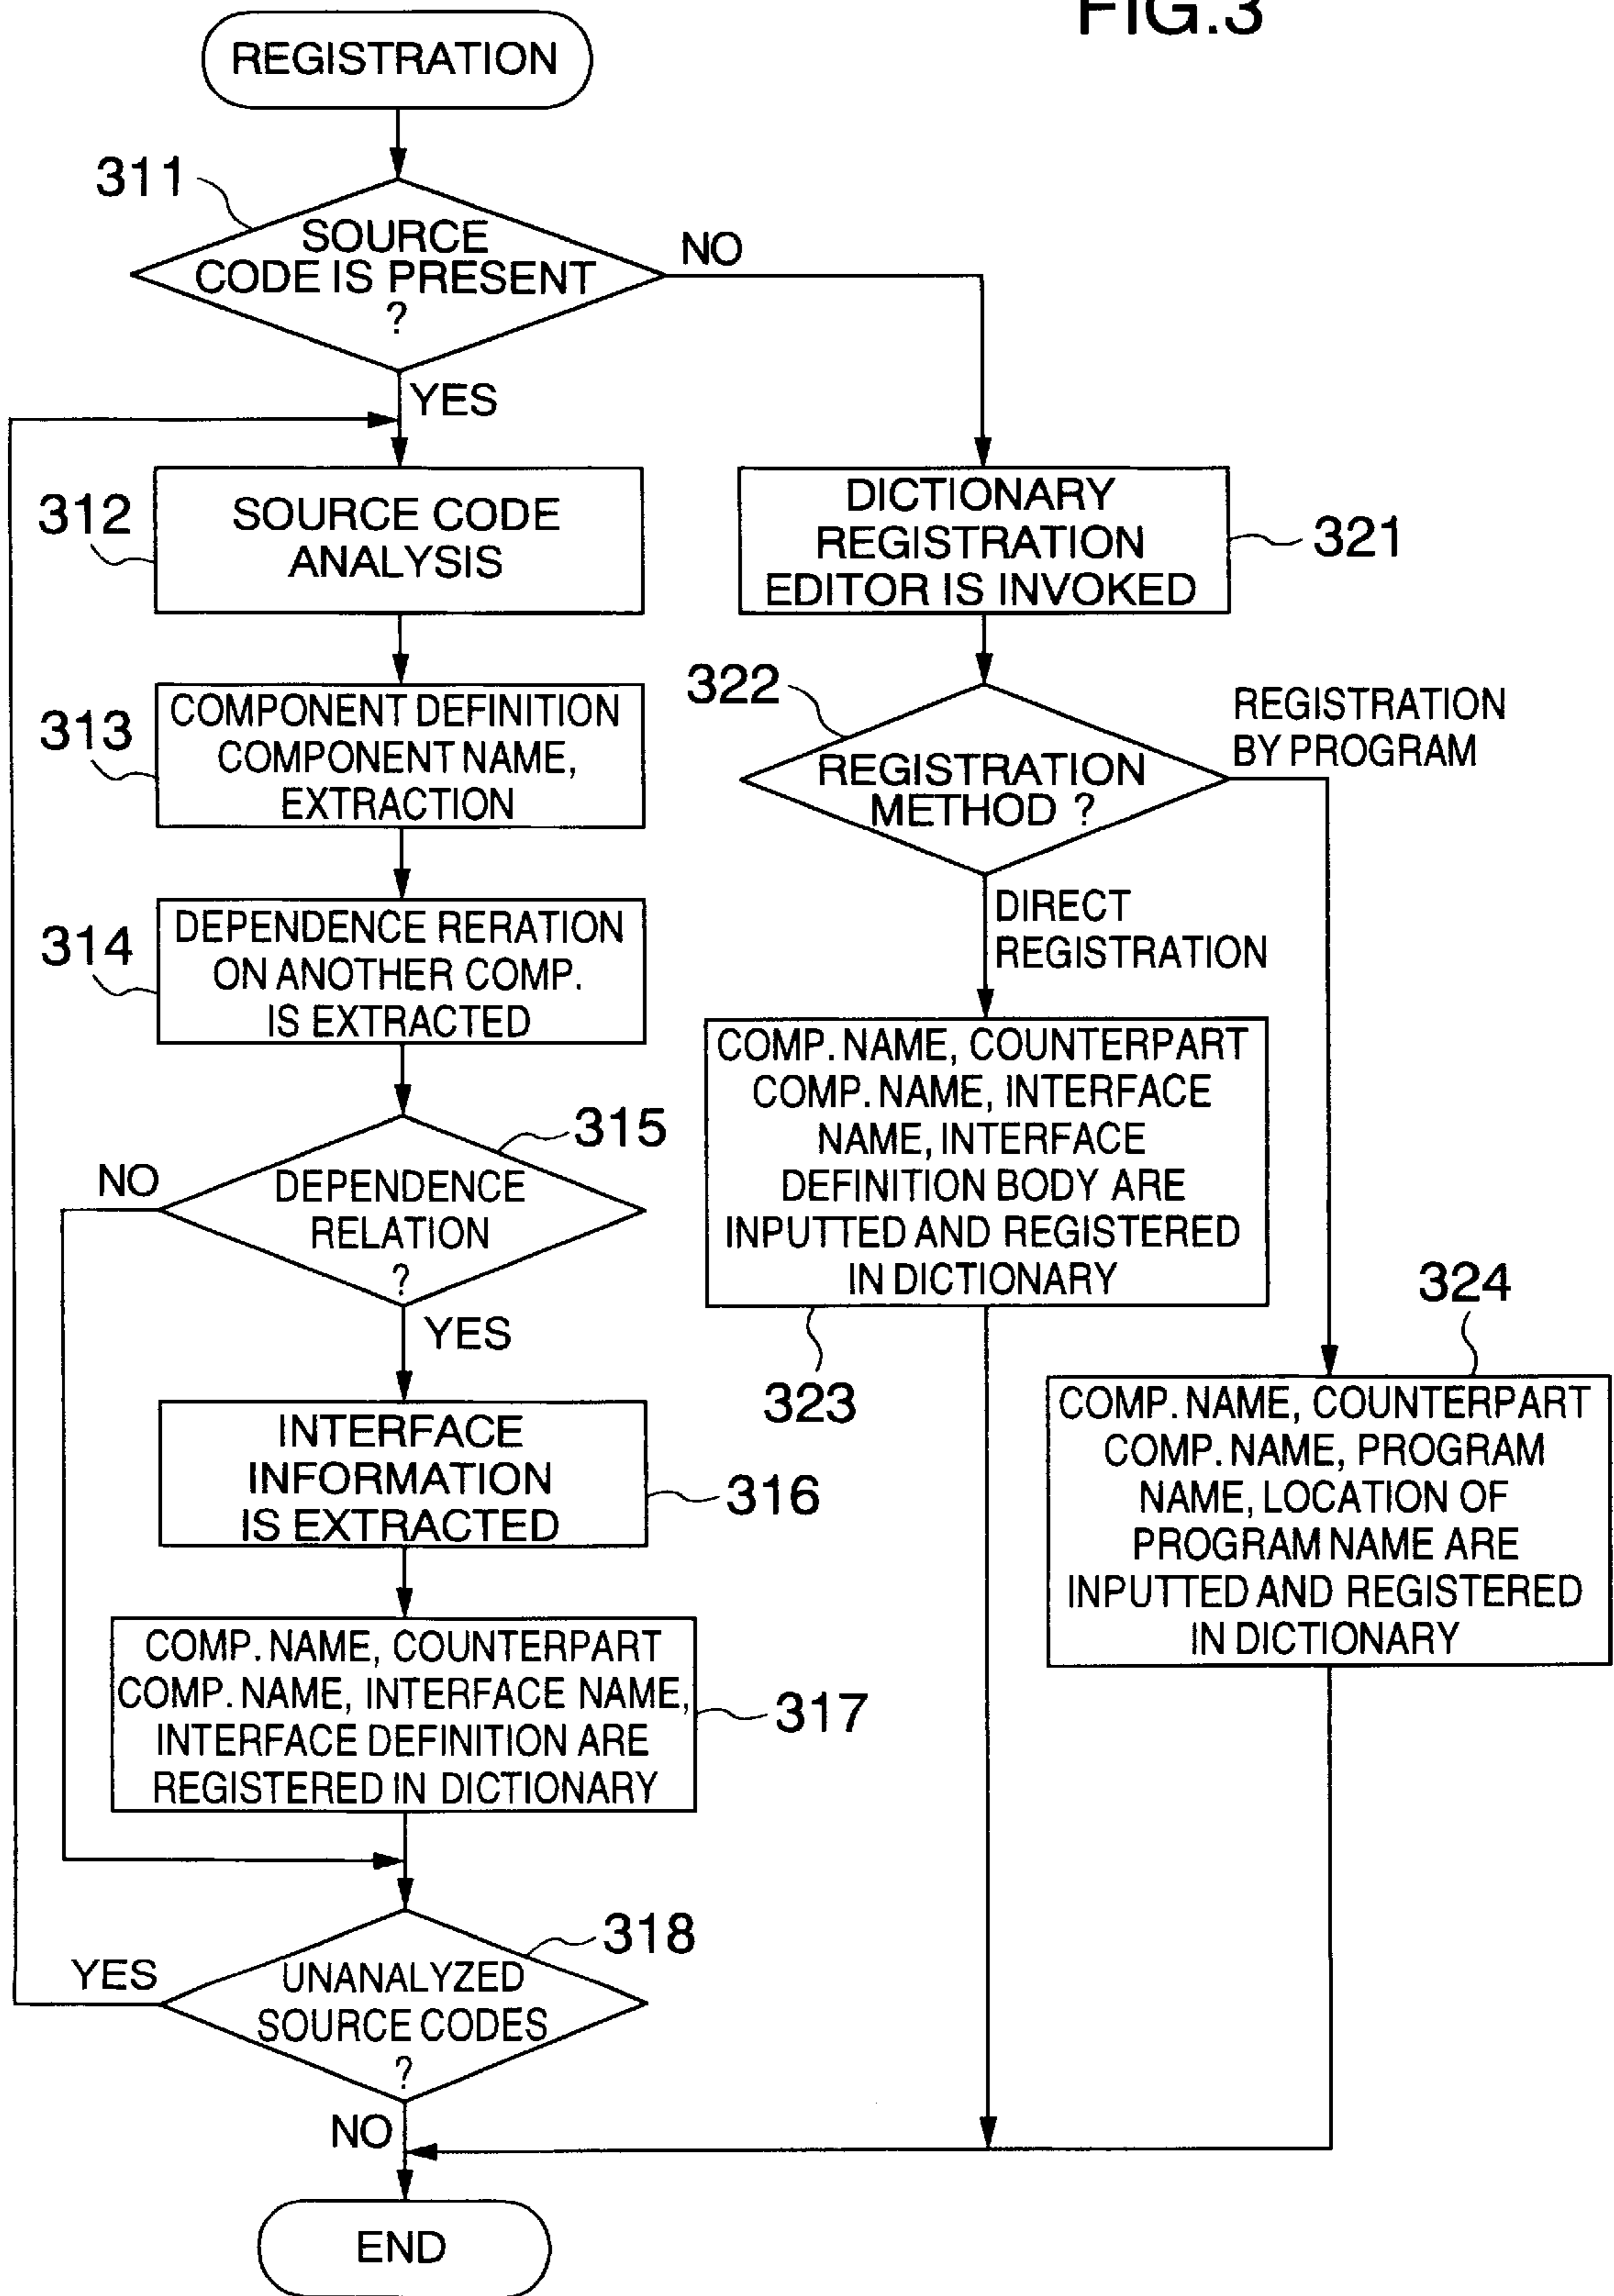 FIG.3
REGISTRATION
311
SOURCE
CODE IS PRESENT
?
NO
YES
312
SOURCE CODE
ANALYSIS
DICTIONARY
REGISTRATION
EDITOR IS INVOKED
321
313
COMPONENT DEFINITION
COMPONENT NAME,
EXTRACTION
322
REGISTRATION
METHOD ?
REGISTRATION
BY PROGRAM
DIRECT
REGISTRATION
314
DEPENDENCE RERATION
ON ANOTHER COMP.
IS EXTRACTED
315
NO
DEPENDENCE
RELATION
?
YES
COMP. NAME, COUNTERPART
COMP. NAME, INTERFACE
NAME, INTERFACE
DEFINITION BODY ARE
INPUTTED AND REGISTERED
IN DICTIONARY
323
324
COMP. NAME, COUNTERPART
COMP. NAME, PROGRAM
NAME, LOCATION OF
PROGRAM NAME ARE
INPUTTED AND REGISTERED
IN DICTIONARY
INTERFACE
INFORMATION
IS EXTRACTED
316
COMP. NAME, COUNTERPART
COMP. NAME, INTERFACE NAME,
INTERFACE DEFINITION ARE
REGISTERED IN DICTIONARY
317
318
YES
UNANALYZED
SOURCE CODES
?
NO
END